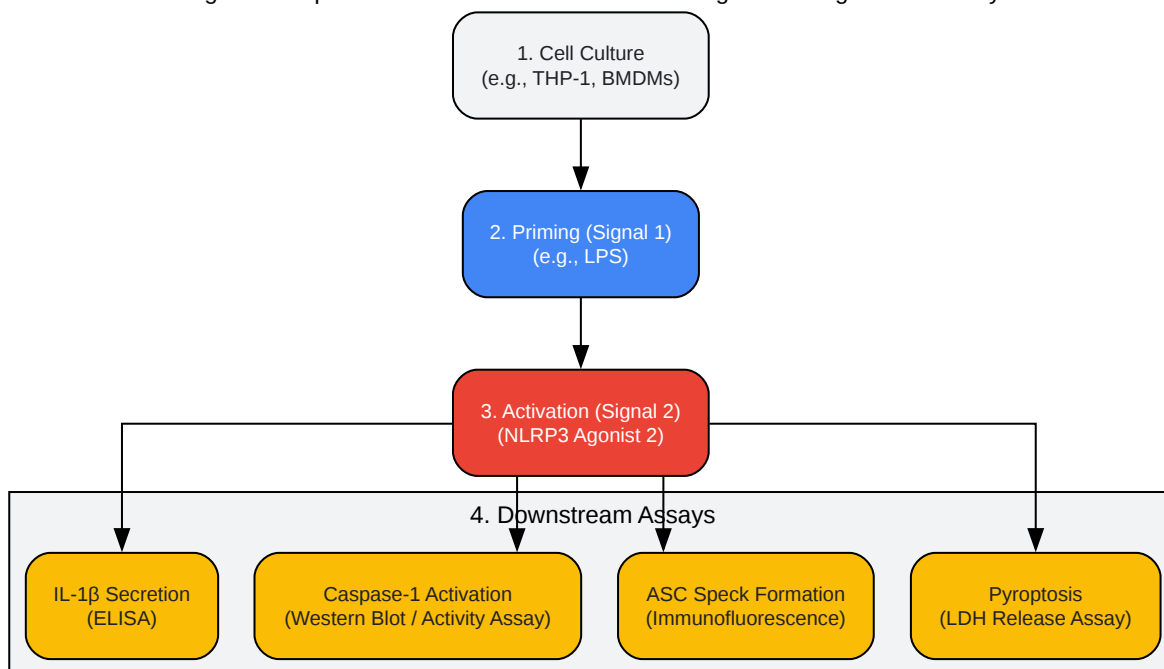 1. Cell Culture
(e.g., THP-1, BMDMs)
2. Priming (Signal 1)
(e.g., LPS)
3. Activation (Signal 2)
(NLRP3 Agonist 2)
4. Downstream Assays
IL-1β Secretion
(ELISA)
Caspase-1 Activation
(Western Blot / Activity Assay)
ASC Speck Formation
(Immunofluorescence)
Pyroptosis
(LDH Release Assay)